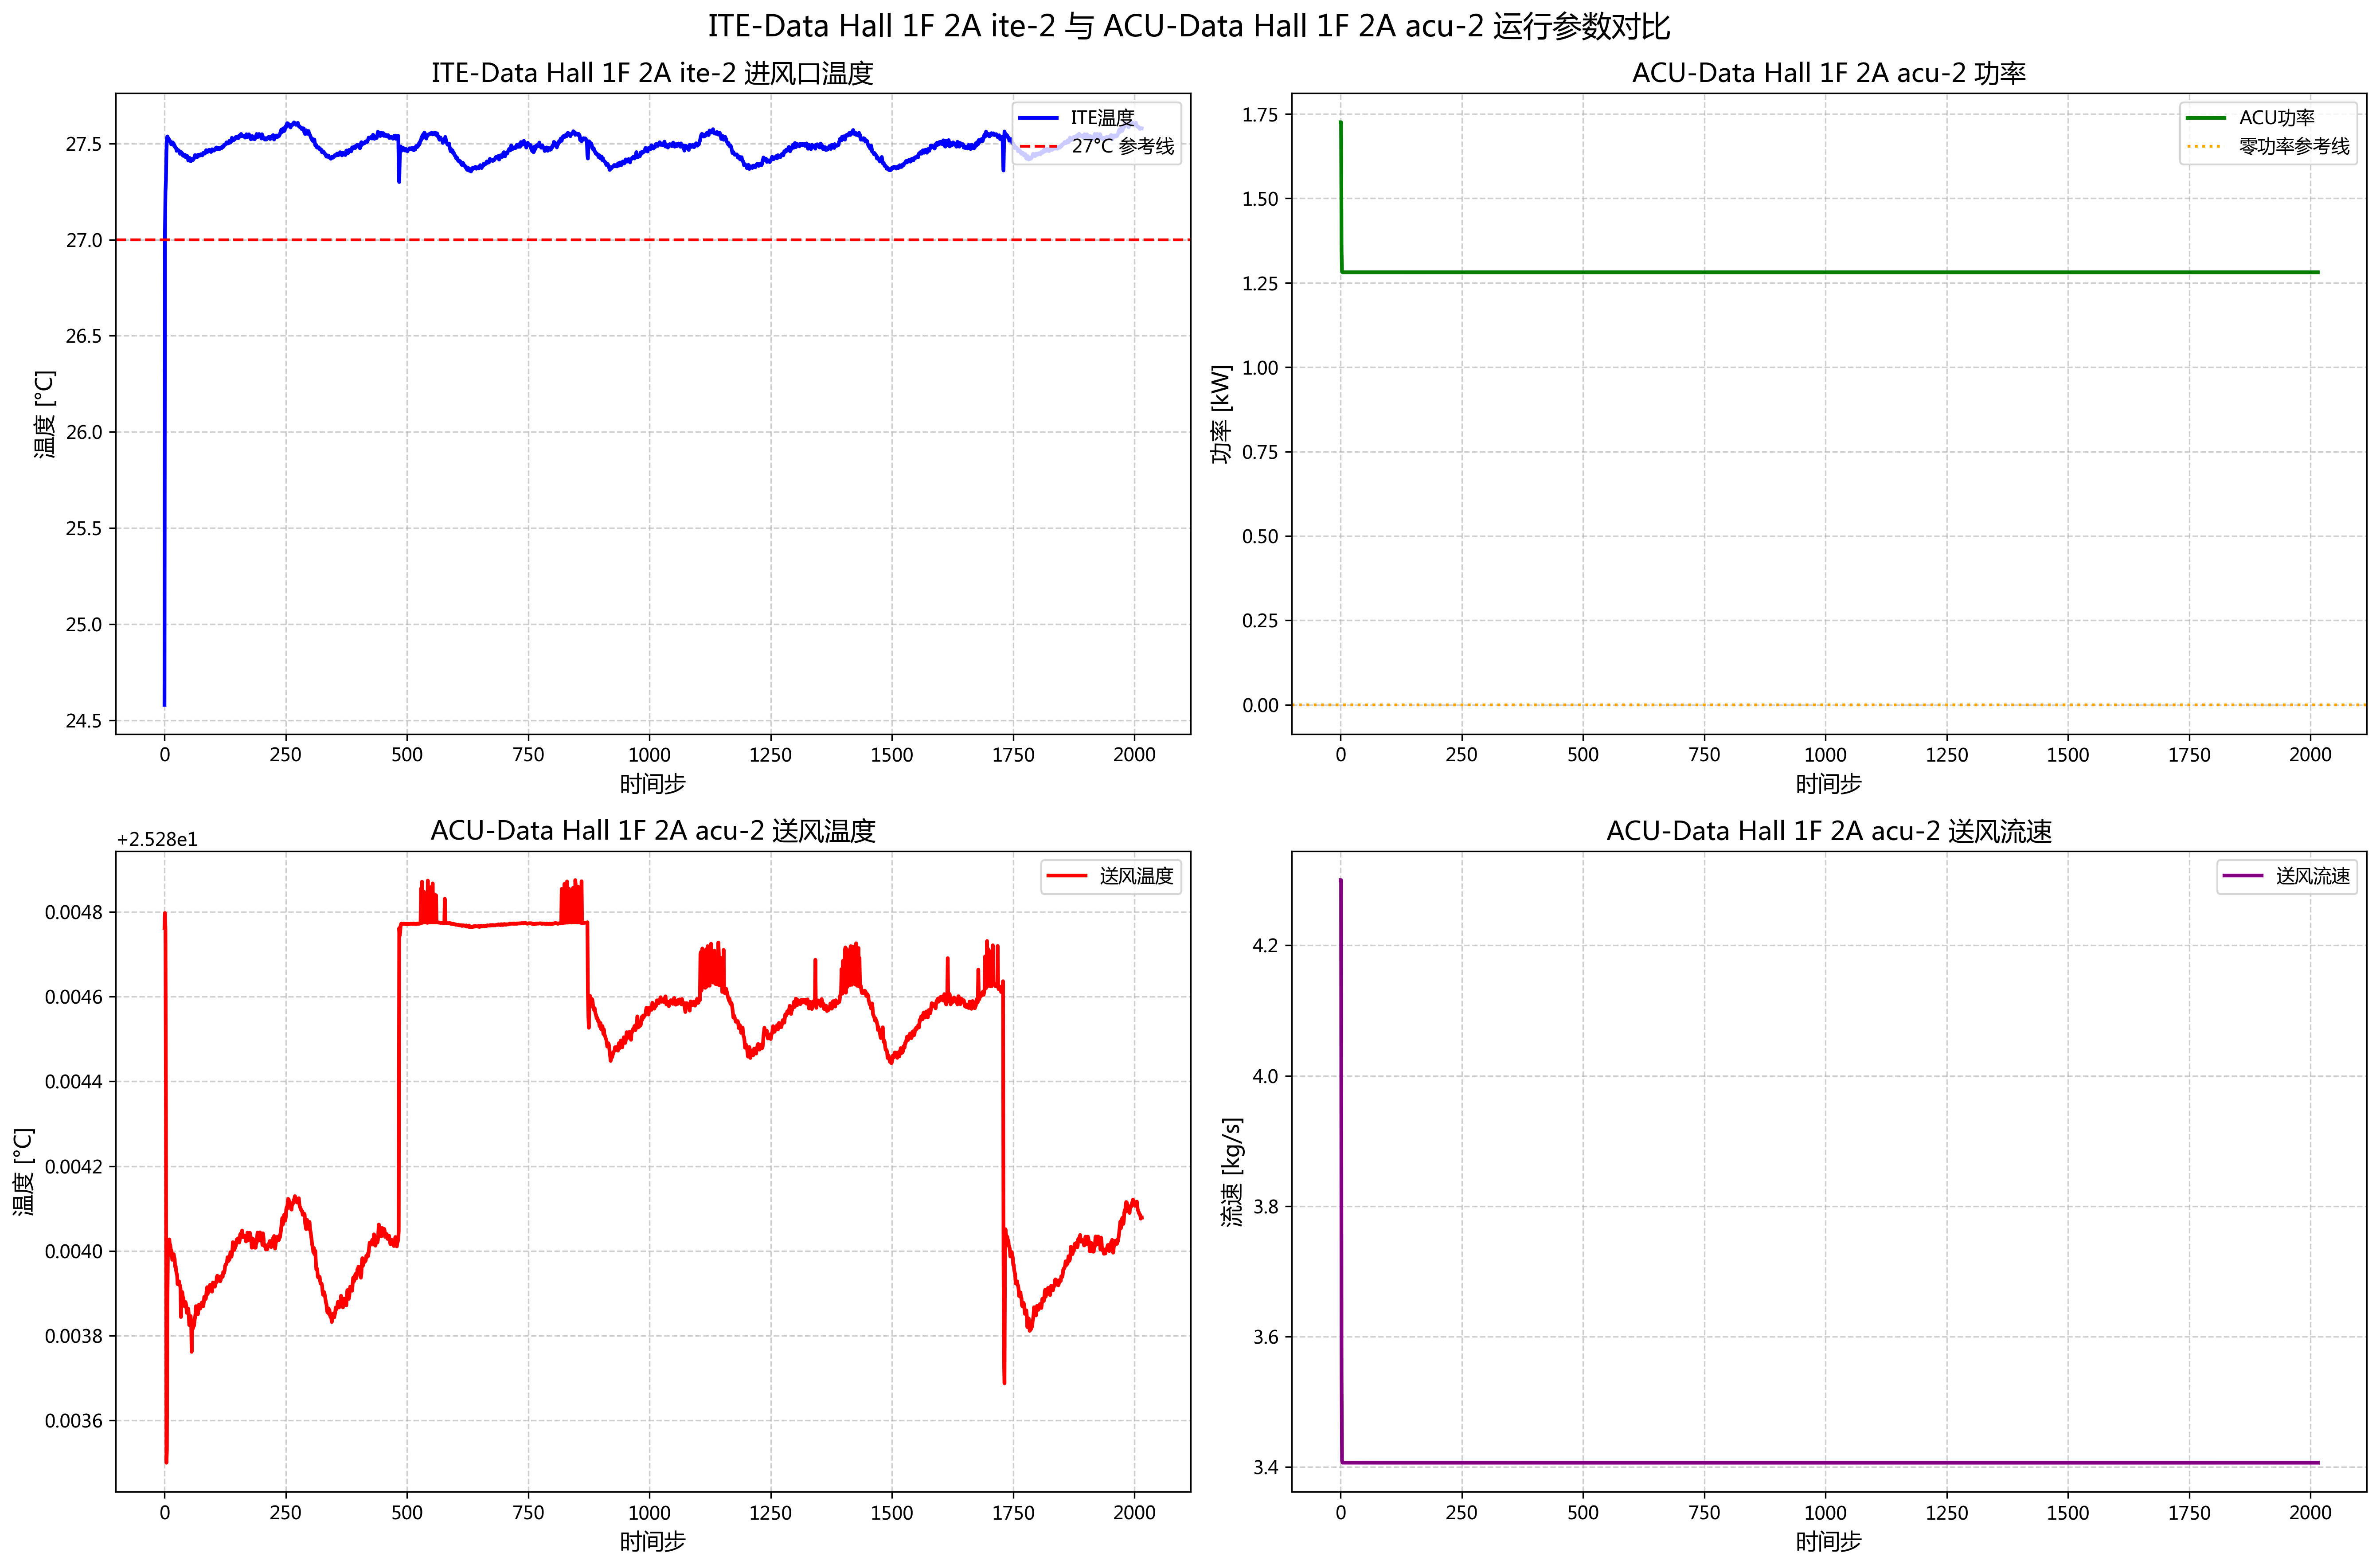 ITE-Data Hall 1F 2A ite-2 与 ACU-Data Hall 1F 2A acu-2 运行参数对比
ITE-Data Hall 1F 2A ite-2 进风口温度
ITE温度
27°C 参考线
温度 [°C]
27.5
27.0
26.5
26.0
25.5
25.0
24.5
0 250 500 750 1000 1250 1500 1750 2000
时间步
ACU-Data Hall 1F 2A acu-2 功率
ACU功率
零功率参考线
功率 [kW]
1.75
1.50
1.25
1.00
0.75
0.50
0.25
0.00
0 250 500 750 1000 1250 1500 1750 2000
时间步
ACU-Data Hall 1F 2A acu-2 送风温度
+2.528e1
送风温度
温度 [°C]
0.0048
0.0046
0.0044
0.0042
0.0040
0.0038
0.0036
0 250 500 750 1000 1250 1500 1750 2000
时间步
ACU-Data Hall 1F 2A acu-2 送风流速
送风流速
流速 [kg/s]
4.2
4.0
3.8
3.6
3.4
0 250 500 750 1000 1250 1500 1750 2000
时间步